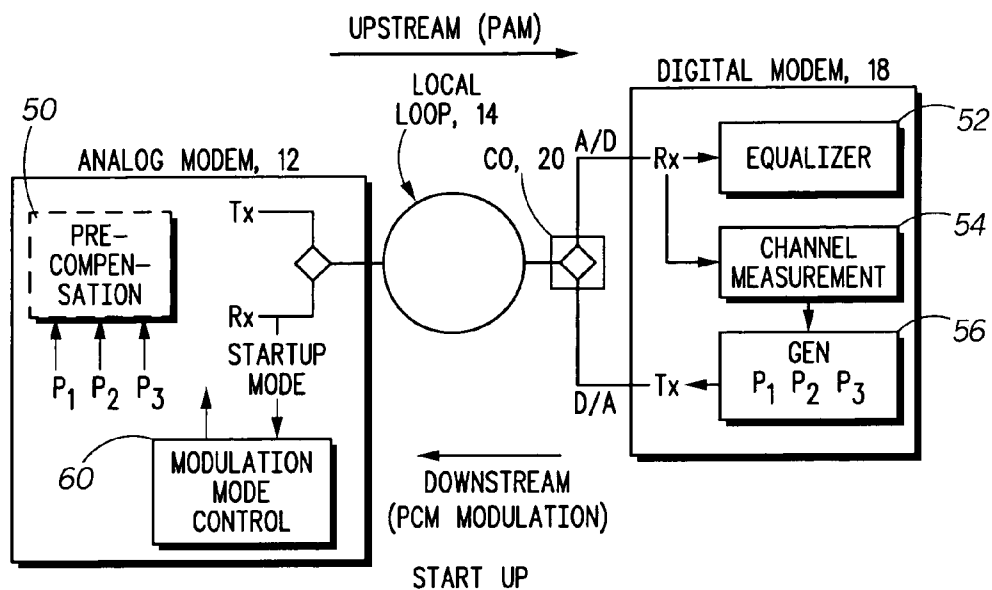 UPSTREAM (PAM)
DIGITAL MODEM, 18
LOCAL
LOOP, 14
50
52
ANALOG MODEM, 12
CO, 20
A/D
Rx
EQUALIZER
Tx
54
PRE-
COMPEN-
SATION
CHANNEL
MEASUREMENT
Rx
56
STARTUP
MODE
P1 P2 P3
GEN
P1 P2 P3
Tx
D/A
60
MODULATION
MODE
CONTROL
DOWNSTREAM
(PCM MODULATION)
START UP